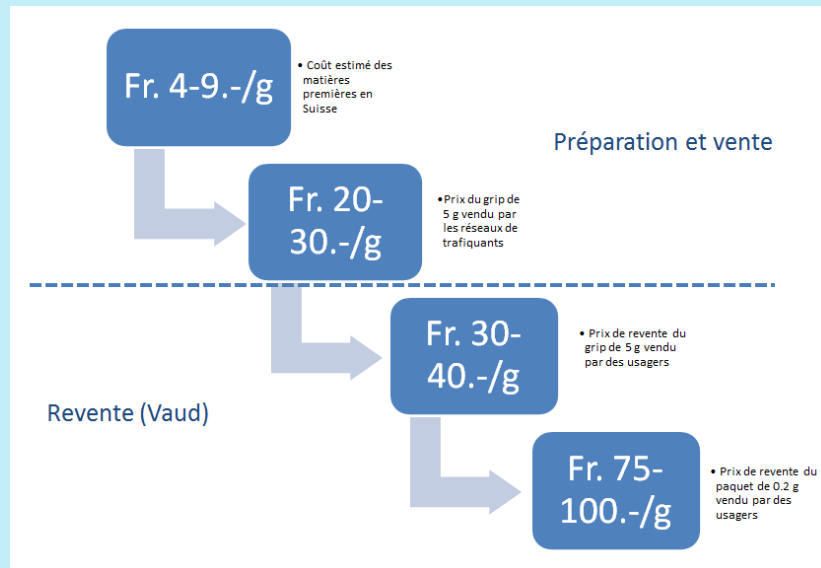 Fr. 4-9.-/g
• Coût estimé des
matières
premières en
Suisse
Préparation et vente
Fr. 20-
30.-/g
•Prix du grip de
5 g vendu par
les réseaux de
trafiquants
Fr. 30-
40.-/g
• Prix de revente du
grip de 5 g vendu
par des usagers
Revente (Vaud)
Fr. 75-
100.-/g
• Prix de revente du
paquet de 0.2 g
vendu par des
usagers